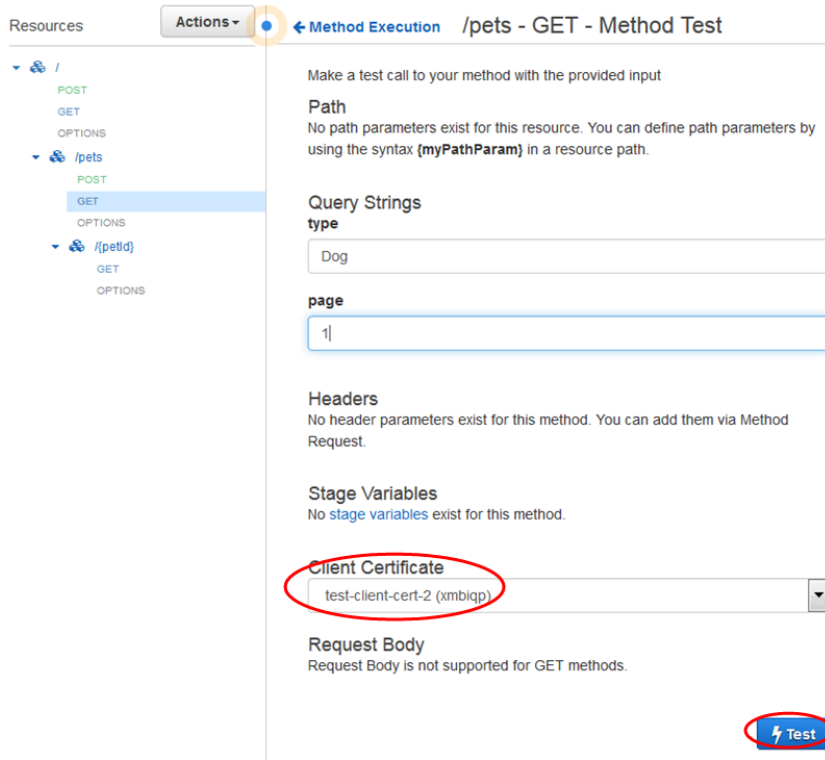 Resources
Actions
Method Execution /pets - GET - Method Test
/
POST
GET
OPTIONS
/pets
POST
GET
OPTIONS
/{petId}
GET
OPTIONS
Make a test call to your method with the provided input
Path
No path parameters exist for this resource. You can define path parameters by
using the syntax {myPathParam} in a resource path.
Query Strings
type
Dog
page
1
Headers
No header parameters exist for this method. You can add them via Method
Request.
Stage Variables
No stage variables exist for this method.
Client Certificate
test-client-cert-2 (xmbiqp)
Request Body
Request Body is not supported for GET methods.
Test